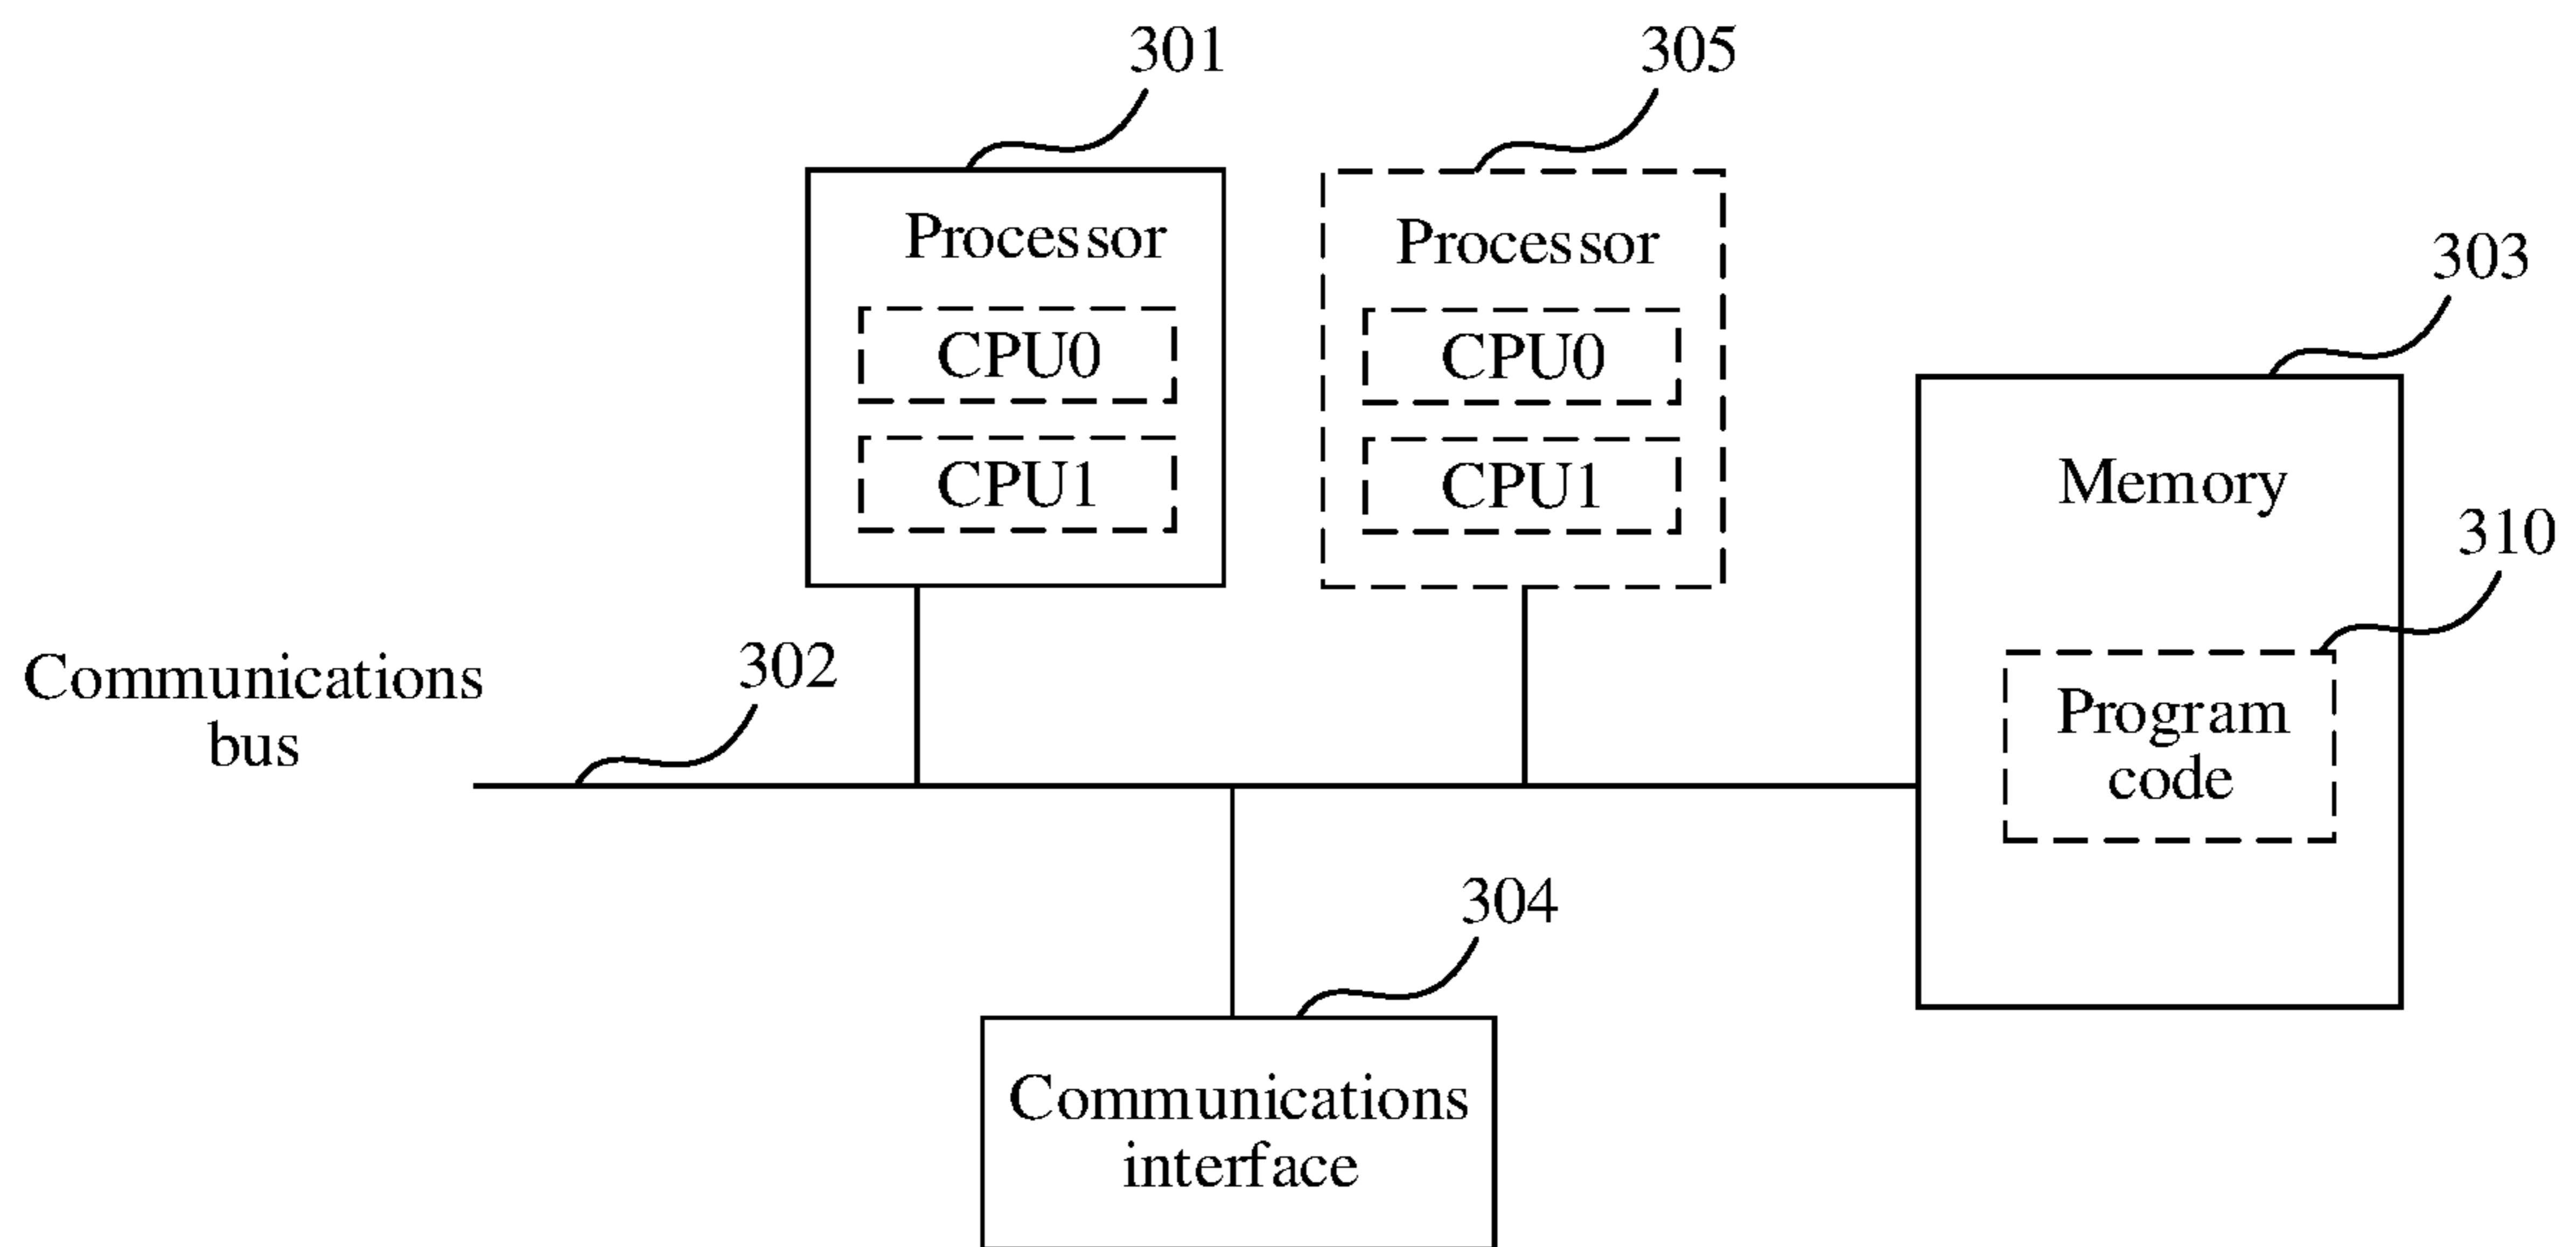 301
305
Processor
CPU0
CPU1
Processor
CPU0
CPU1
303
Memory
310
Program
code
Communications
bus
302
304
Communications
interface